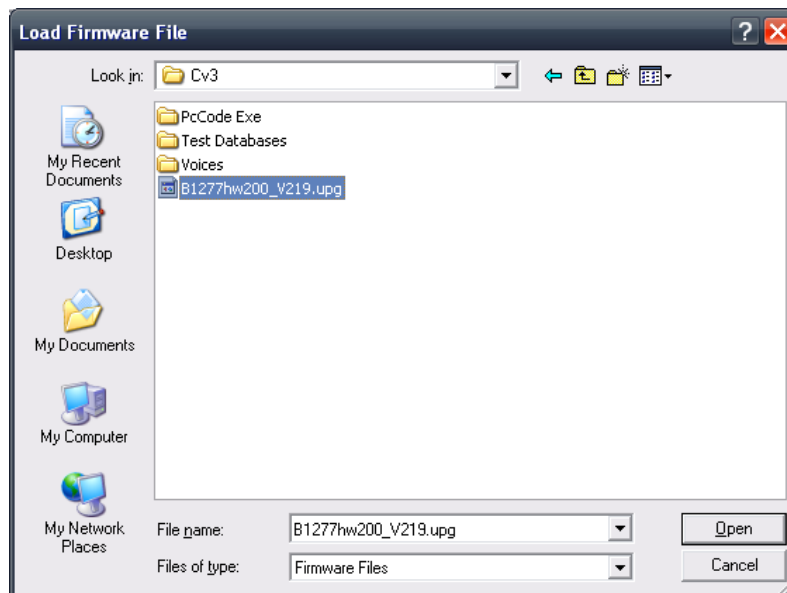 Load Firmware File
Look in:
Cv3
My Recent
Documents
Desktop
My Documents
My Computer
My Network
Places
PcCode Exe
Test Databases
Voices
B1277hw200_V219.upg
File name:
B1277hw200_V219.upg
Open
Files of type:
Firmware Files
Cancel